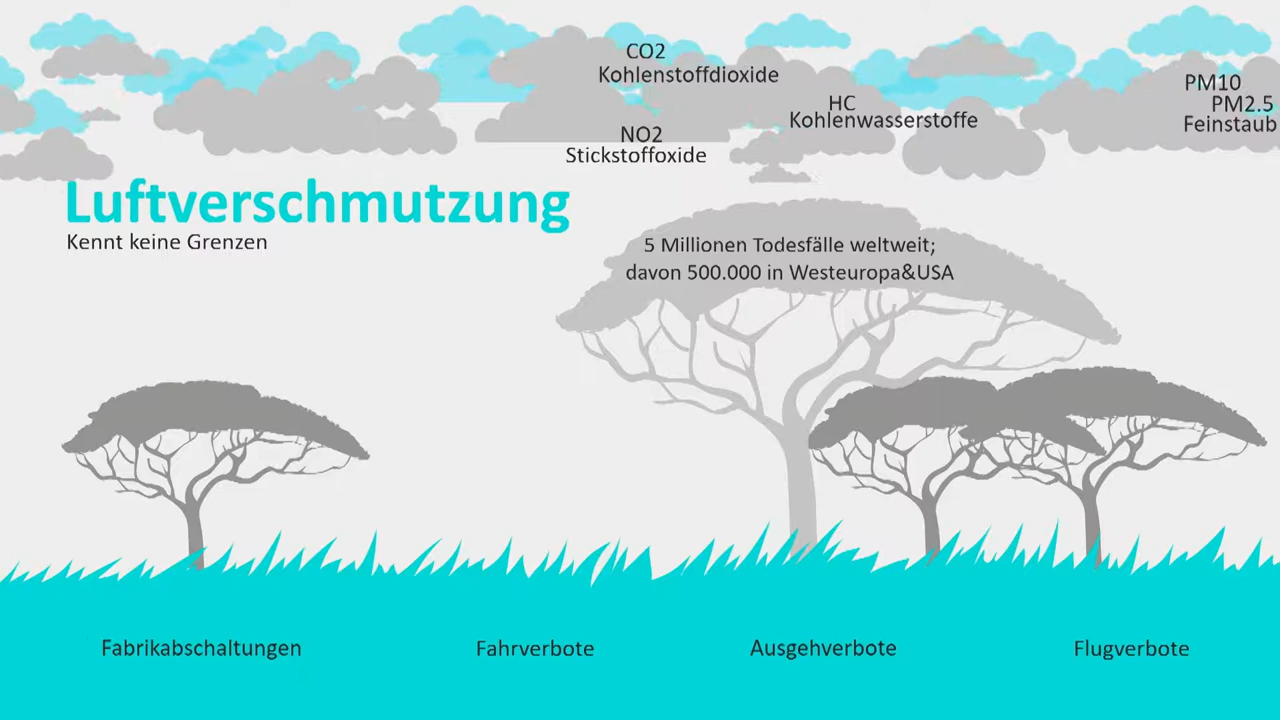 CO2
Kohlenstoffdioxide
HC
Kohlenwasserstoffe
NO2
Stickstoffoxide
PM10
PM2.5
Feinstaub
Luftverschmutzung
Kennt keine Grenzen
5 Millionen Todesfälle weltweit;
davon 500.000 in Westeuropa&USA
Fabrikabschaltungen
Fahrverbote
Ausgehverbote
Flugverbote